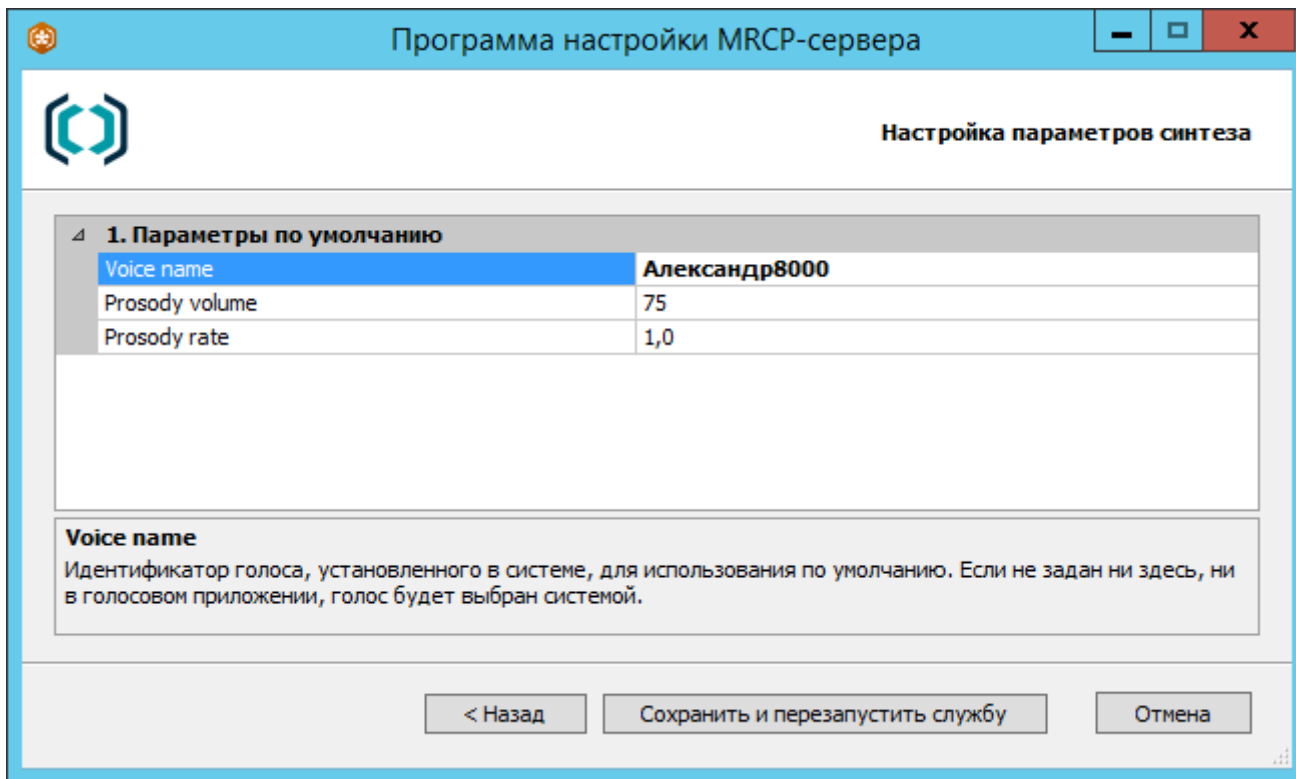 Программа настройки MRCP-сервера
Настройка параметров синтеза
1. Параметры по умолчанию
Voice name Александр8000
Prosody volume 75
Prosody rate 1,0
Voice name
Идентификатор голоса, установленного в системе, для использования по умолчанию. Если не задан ни здесь, ни
в голосовом приложении, голос будет выбран системой.
< Назад Сохранить и перезапустить службу Отмена